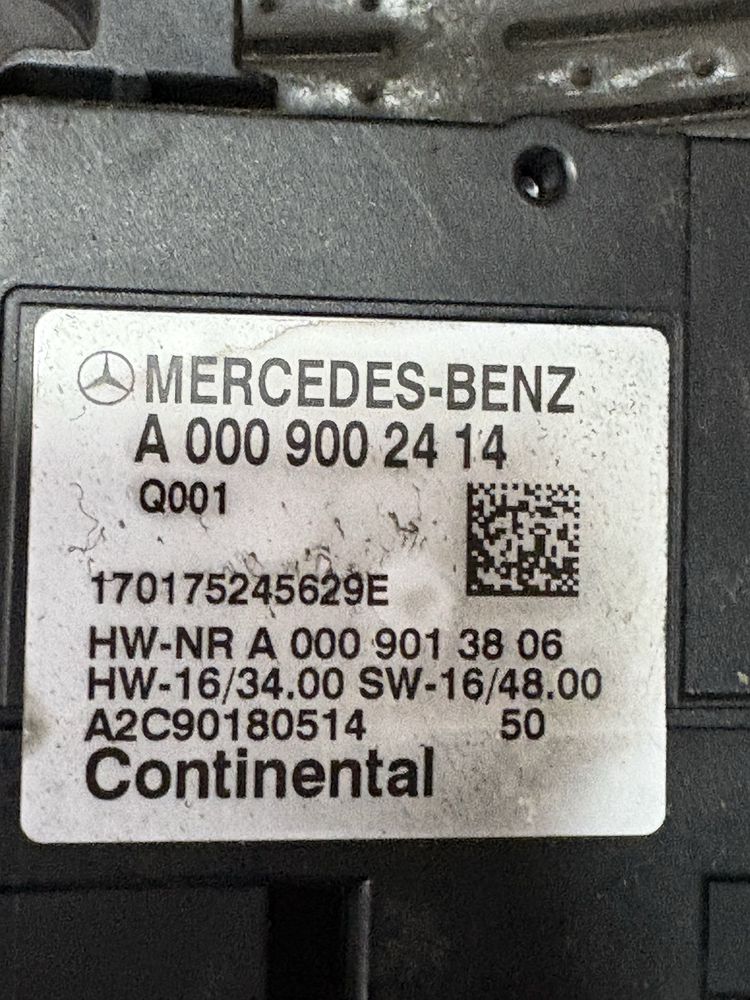 MERCEDES-BENZ
A 000 900 24 14
Q001
170175245629E
HW-NR A 000 901 38 06
HW-16/34.00 SW-16/48.00
A2C90180514 50
Continental